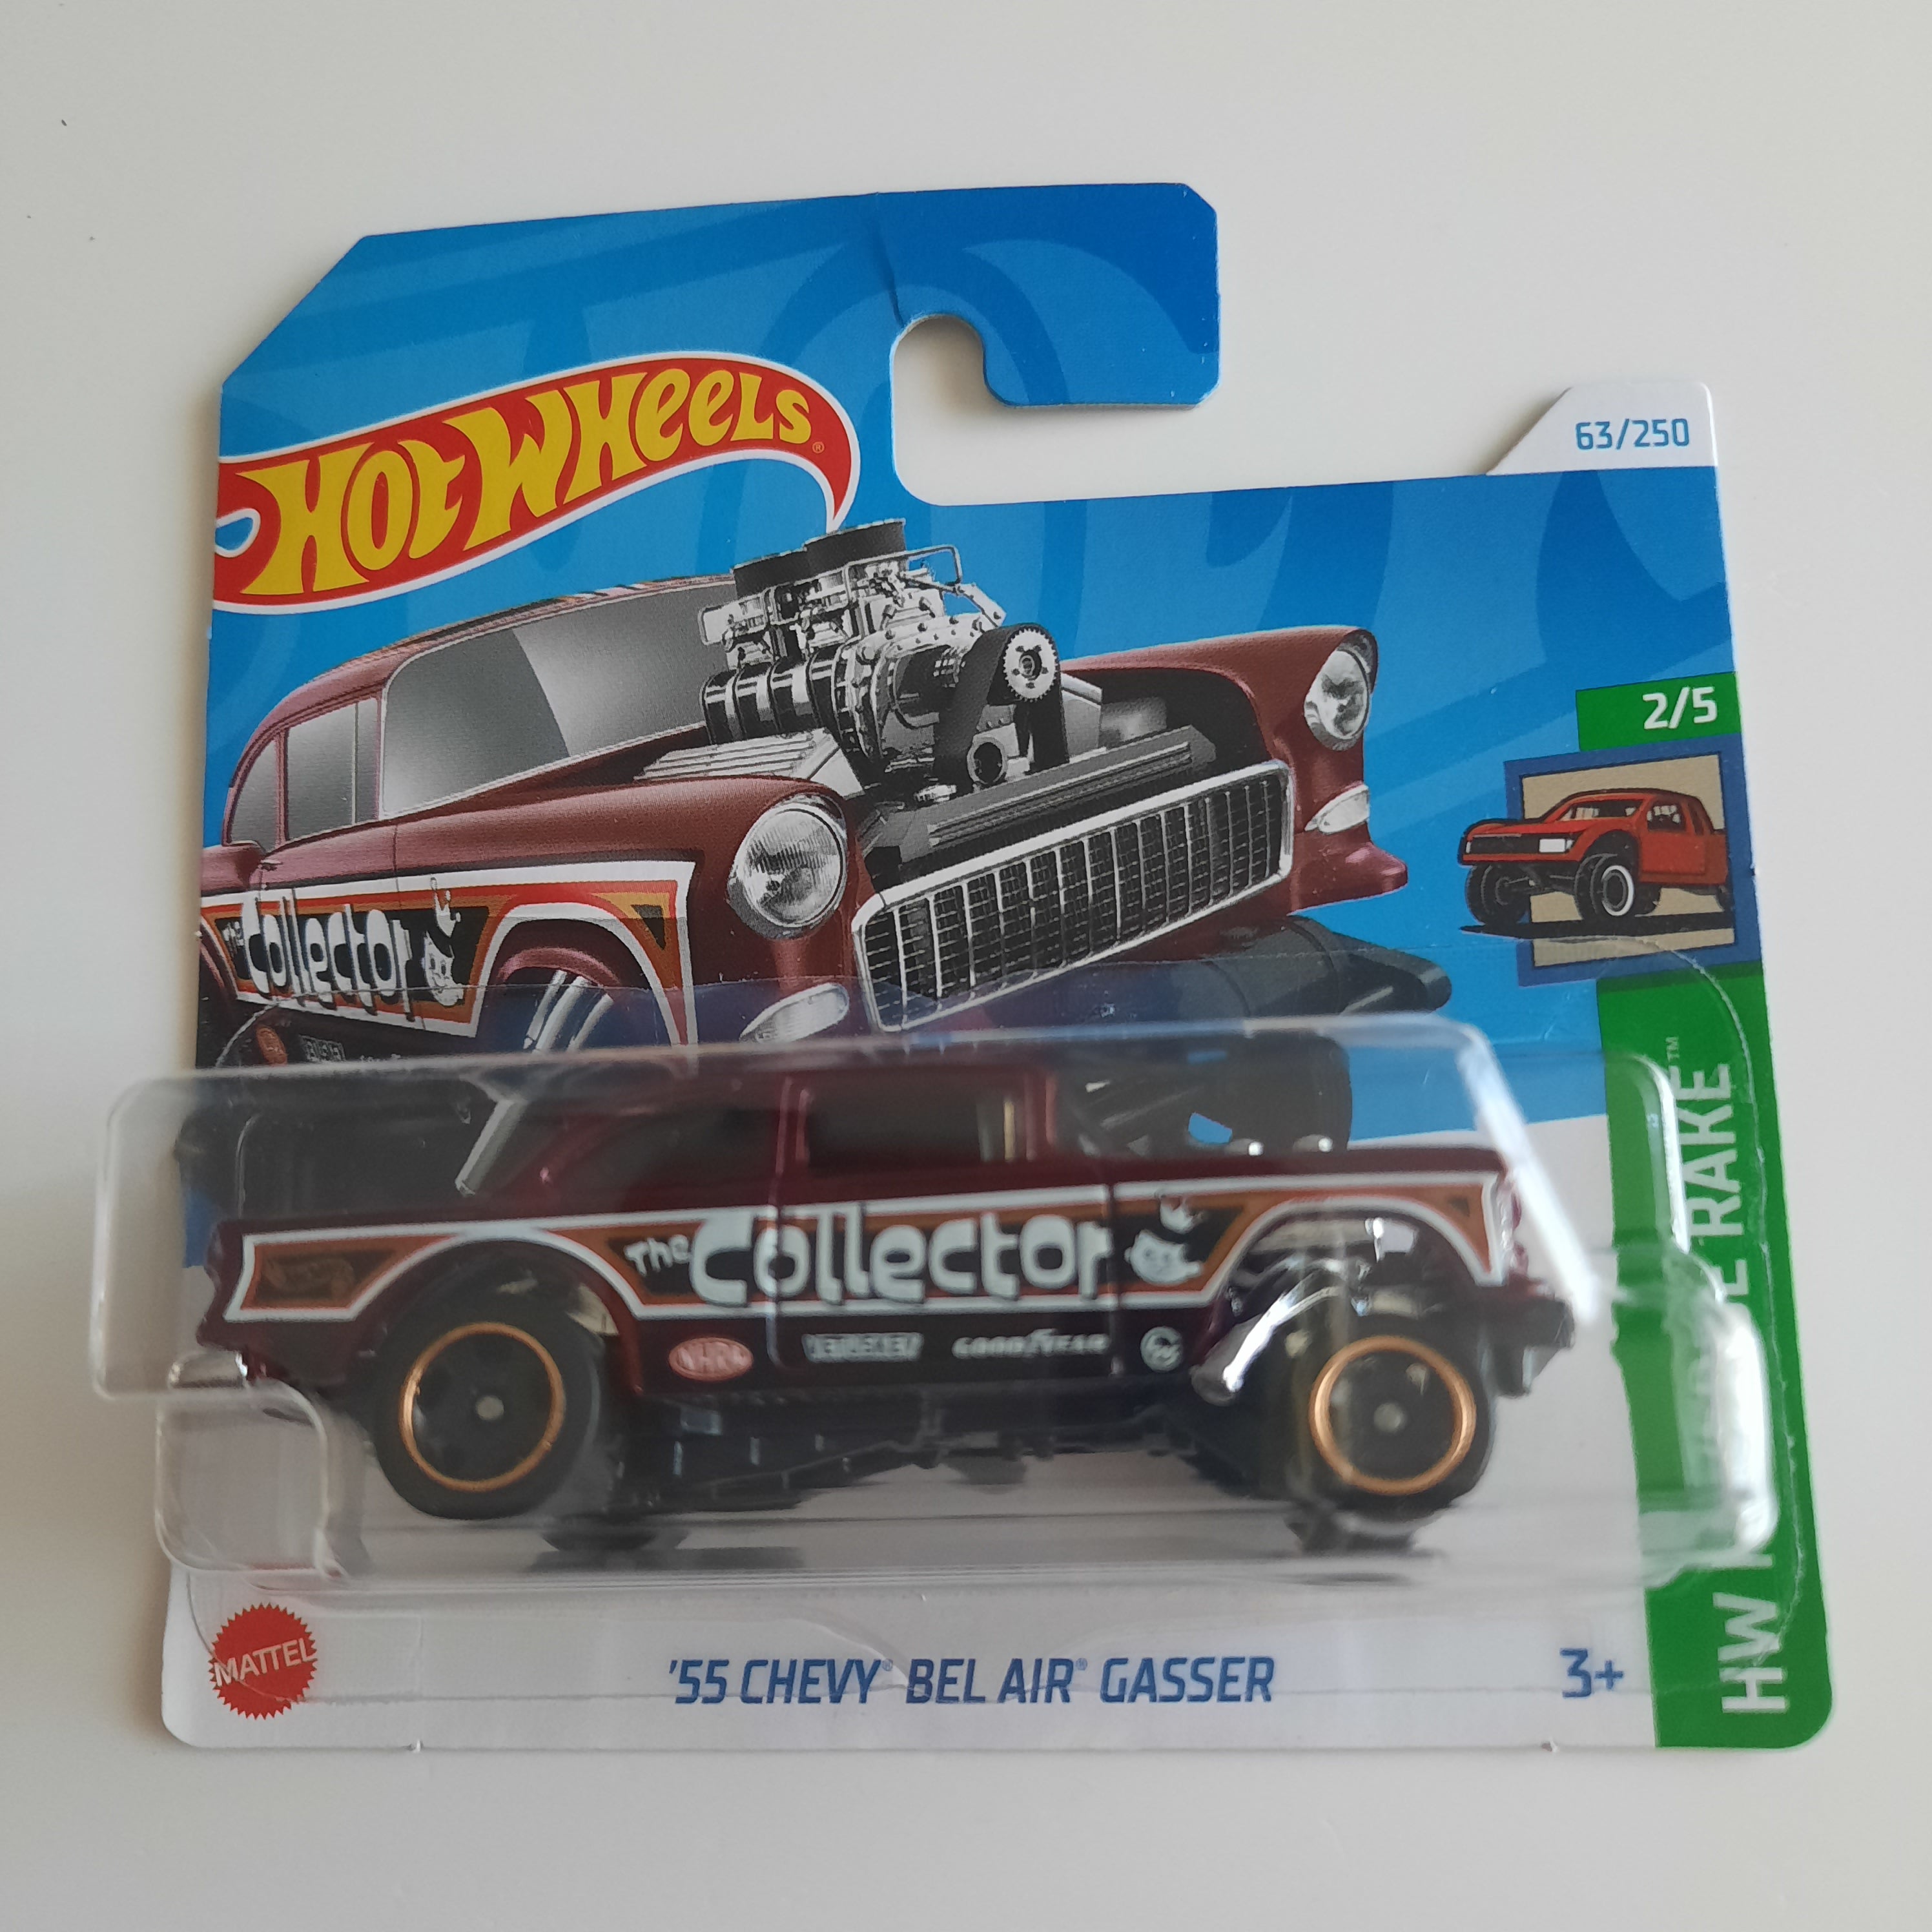 HOT WHEELS®
63/250
2/5
The Collector
The Collector
NHRA
GOODYEAR
MATTEL
'55 CHEVY® BEL AIR® GASSER
3+
HW
RAKE™